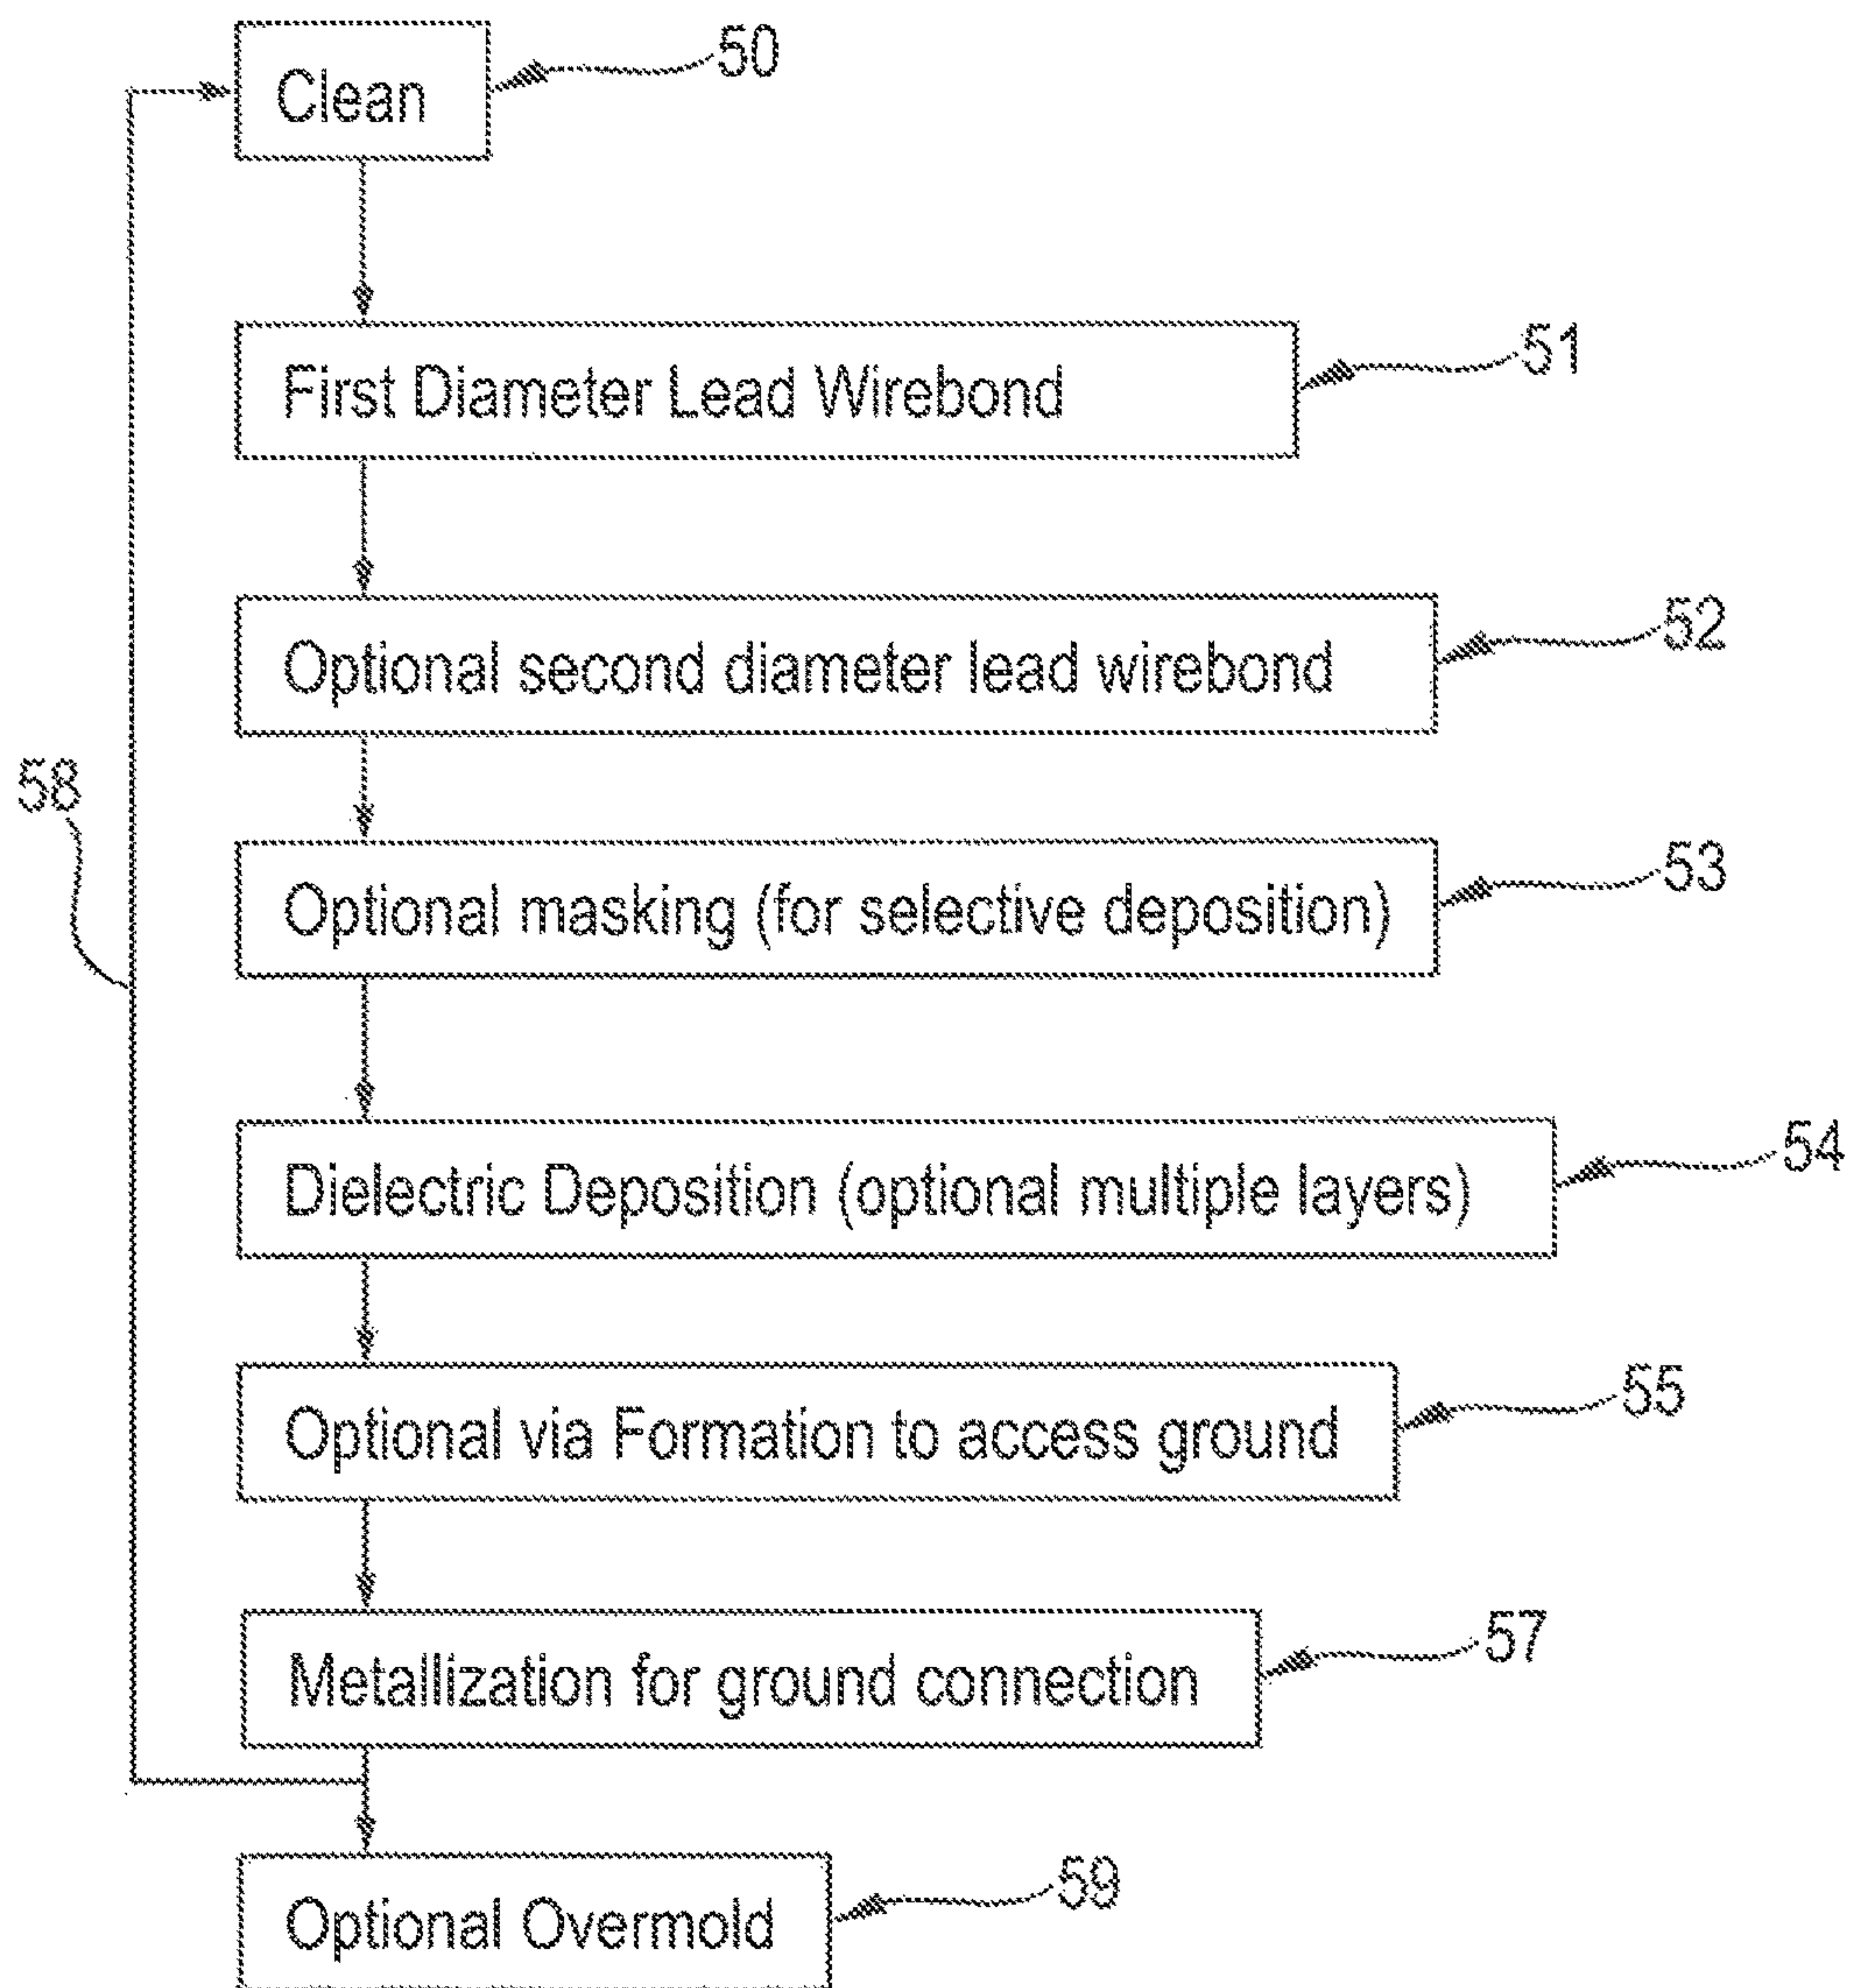 Clean
50
First Diameter Lead Wirebond
51
Optional second diameter lead wirebond
52
58
Optional masking (for selective deposition)
53
Dielectric Deposition (optional multiple layers)
54
Optional via Formation to access ground
55
Metallization for ground connection
57
Optional Overmold
59